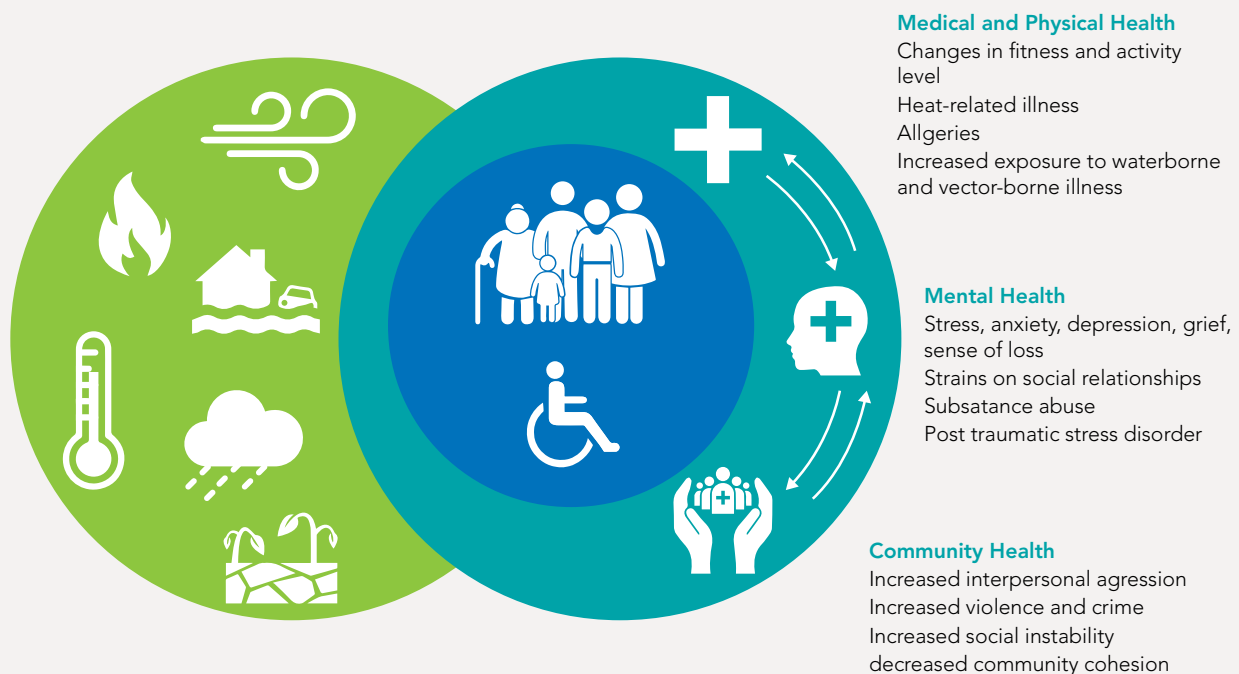 Medical and Physical Health
Changes in fitness and activity
level
Heat-related illness
Allgeries
Increased exposure to waterborne
and vector-borne illness
Mental Health
Stress, anxiety, depression, grief,
sense of loss
Strains on social relationships
Subsatance abuse
Post traumatic stress disorder
Community Health
Increased interpersonal agression
Increased violence and crime
Increased social instability
decreased community cohesion